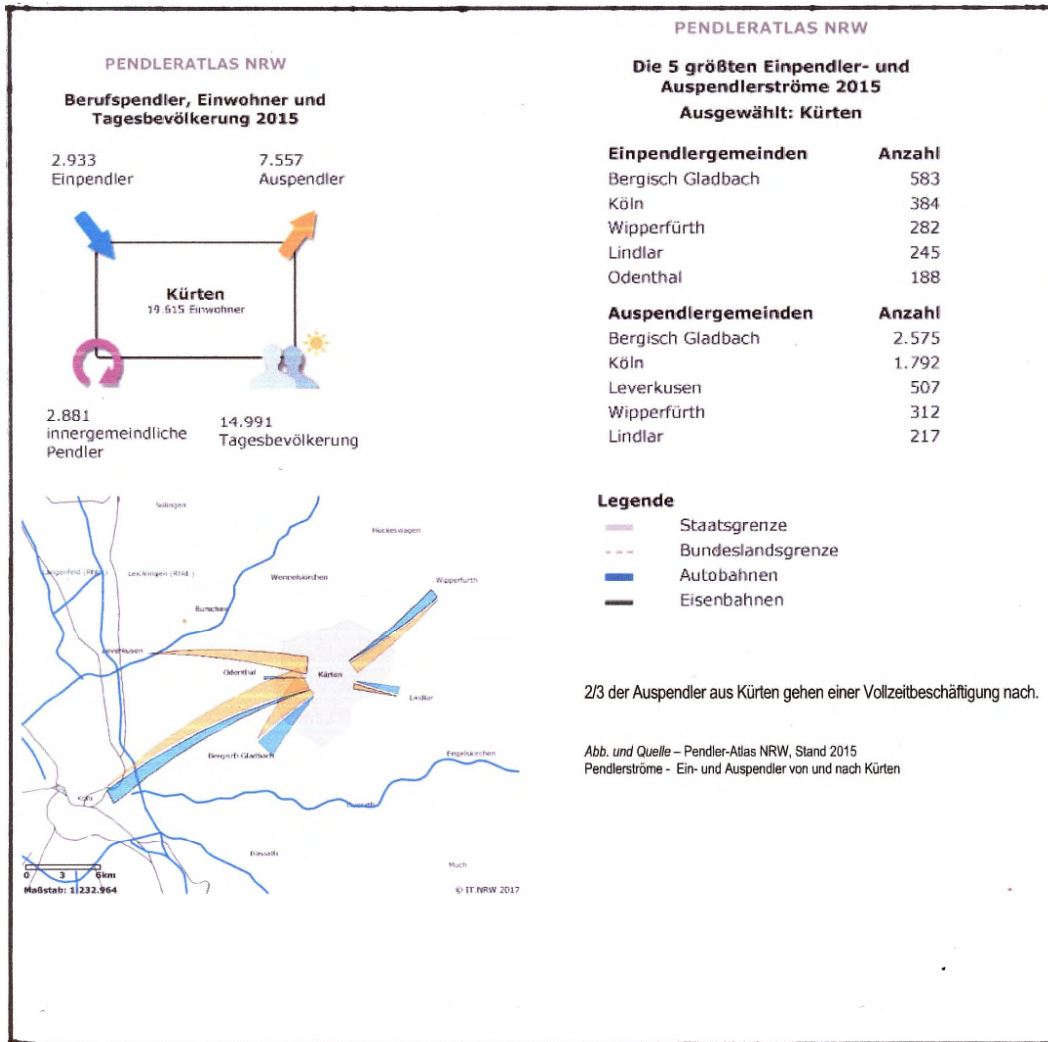 PENDLERATLAS NRW
Berufspendler, Einwohner und
Tagesbevölkerung 2015
2.933
Einpendler
7.557
Auspendler
Kürten
19.615 Einwohner
2.881
innergemeindliche
Pendler
14.991
Tagesbevölkerung
Solingen
Hückeswagen
Leichlingen (Rhld.)
Wermelskirchen
Wipperfürth
Burscheid
Leverkusen
Odenthal
Kürten
Lindlar
Bergisch Gladbach
Engelskirchen
Köln
Overath
Rösrath
Much
0 3 6km
Maßstab: 1:232.964
© IT.NRW 2017
PENDLERATLAS NRW
Die 5 größten Einpendler- und
Auspendlerströme 2015
Ausgewählt: Kürten
Einpendlergemeinden Anzahl
Bergisch Gladbach 583
Köln 384
Wipperfürth 282
Lindlar 245
Odenthal 188
Auspendlergemeinden Anzahl
Bergisch Gladbach 2.575
Köln 1.792
Leverkusen 507
Wipperfürth 312
Lindlar 217
Legende
Staatsgrenze
Bundeslandsgrenze
Autobahnen
Eisenbahnen
2/3 der Auspendler aus Kürten gehen einer Vollzeitbeschäftigung nach.
Abb. und Quelle – Pendler-Atlas NRW, Stand 2015
Pendlerströme - Ein- und Auspendler von und nach Kürten